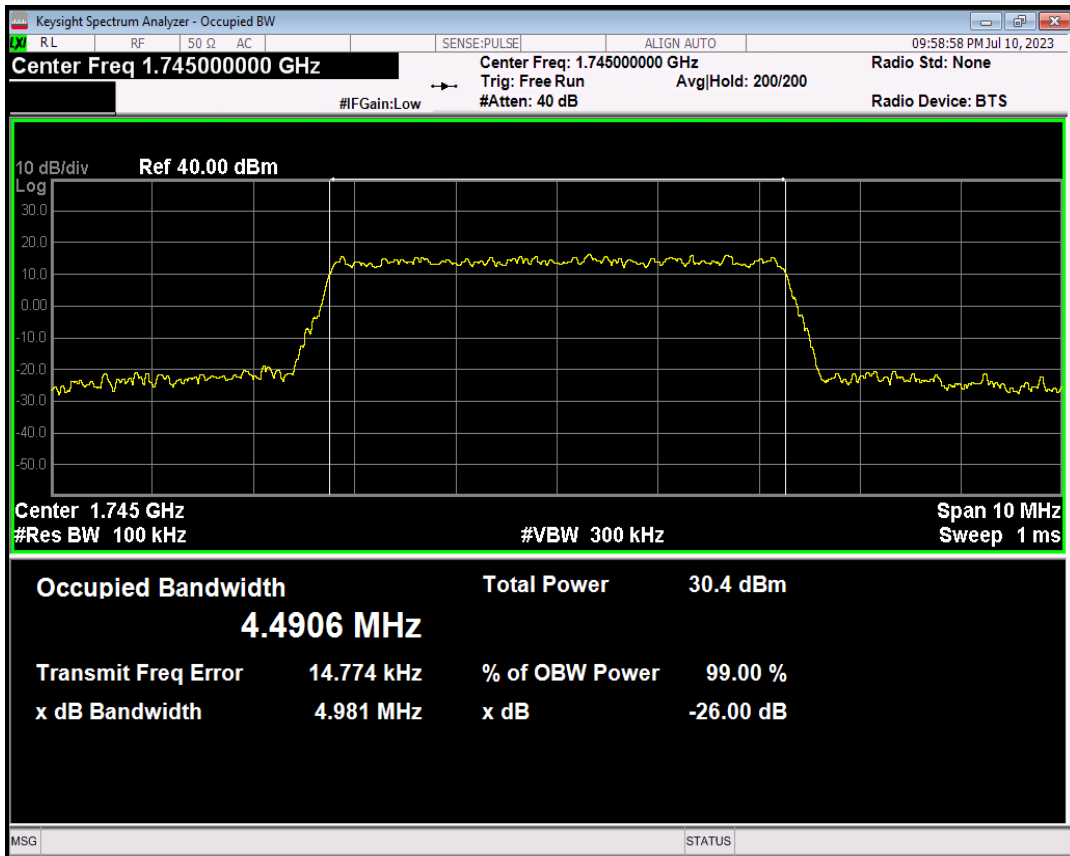 Keysight Spectrum Analyzer - Occupied BW
LXI RL RF 50 Ω AC SENSE:PULSE ALIGN AUTO 09:58:58 PM Jul 10, 2023
Center Freq 1.745000000 GHz Center Freq: 1.745000000 GHz Radio Std: None
Trig: Free Run Avg|Hold: 200/200
#IFGain:Low #Atten: 40 dB Radio Device: BTS
10 dB/div Ref 40.00 dBm
Log
30.0
20.0
10.0
0.00
-10.0
-20.0
-30.0
-40.0
-50.0
Center 1.745 GHz Span 10 MHz
#Res BW 100 kHz #VBW 300 kHz Sweep 1 ms
Occupied Bandwidth Total Power 30.4 dBm
4.4906 MHz
Transmit Freq Error 14.774 kHz % of OBW Power 99.00 %
x dB Bandwidth 4.981 MHz x dB -26.00 dB
MSG STATUS